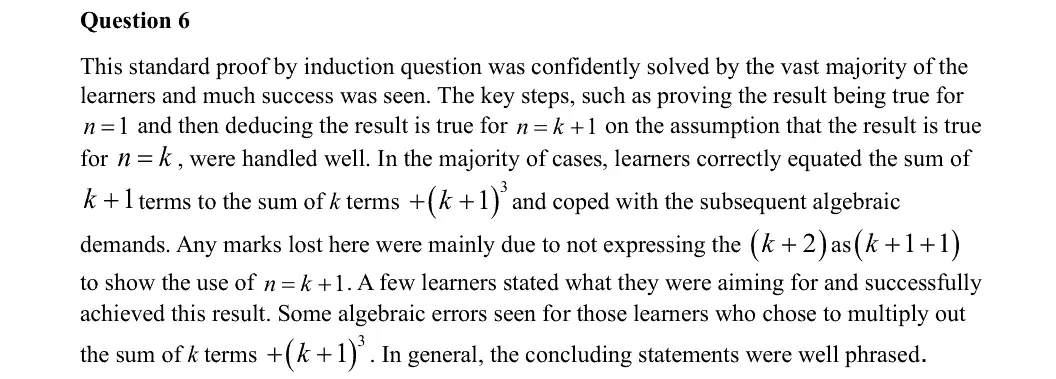 Question 6
This standard proof by induction question was confidently solved by the vast majority of the
learners and much success was seen. The key steps, such as proving the result being true for
n = 1 and then deducing the result is true for n = k + 1 on the assumption that the result is true
for n = k , were handled well. In the majority of cases, learners correctly equated the sum of
k + 1 terms to the sum of k terms +(k + 1)³ and coped with the subsequent algebraic
demands. Any marks lost here were mainly due to not expressing the (k + 2) as (k + 1 + 1)
to show the use of n = k + 1. A few learners stated what they were aiming for and successfully
achieved this result. Some algebraic errors seen for those learners who chose to multiply out
the sum of k terms +(k + 1)³ . In general, the concluding statements were well phrased.